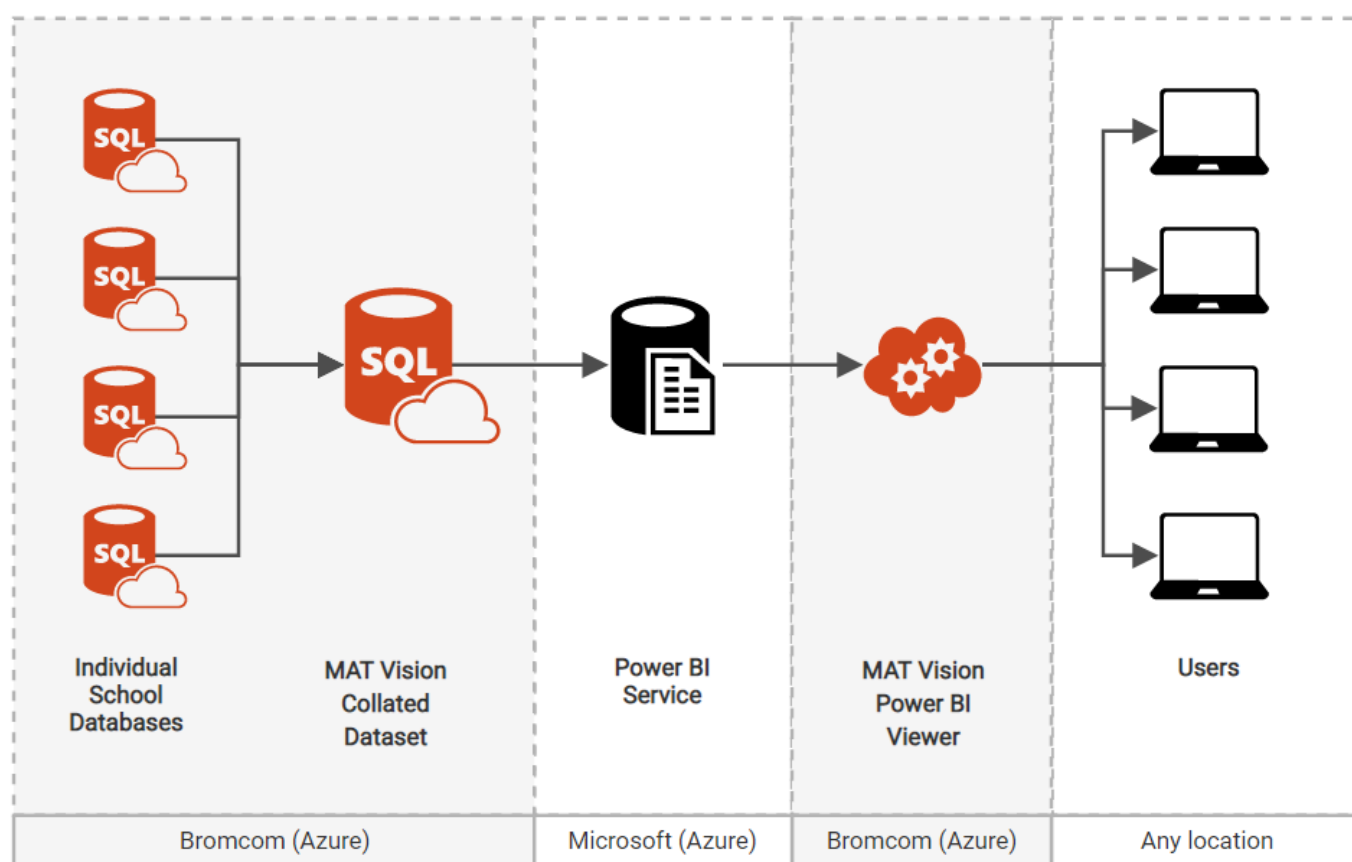 SQL
SQL
SQL
SQL
SQL
Individual
School
Databases
MAT Vision
Collated
Dataset
Power BI
Service
MAT Vision
Power BI
Viewer
Users
Bromcom (Azure)
Microsoft (Azure)
Bromcom (Azure)
Any location